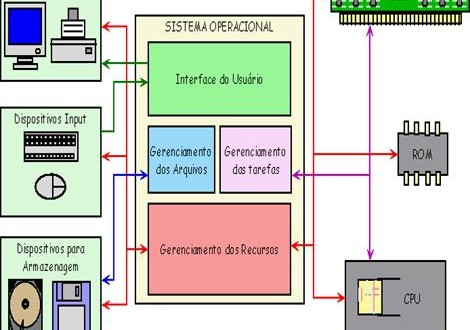 SISTEMA OPERACIONAL
Interface do Usuário
Dispositivos Input
Gerenciamento
dos Arquivos
Gerenciamento
das tarefas
ROM
Gerenciamento dos Recursos
Dispositivos para
Armazenagem
CPU